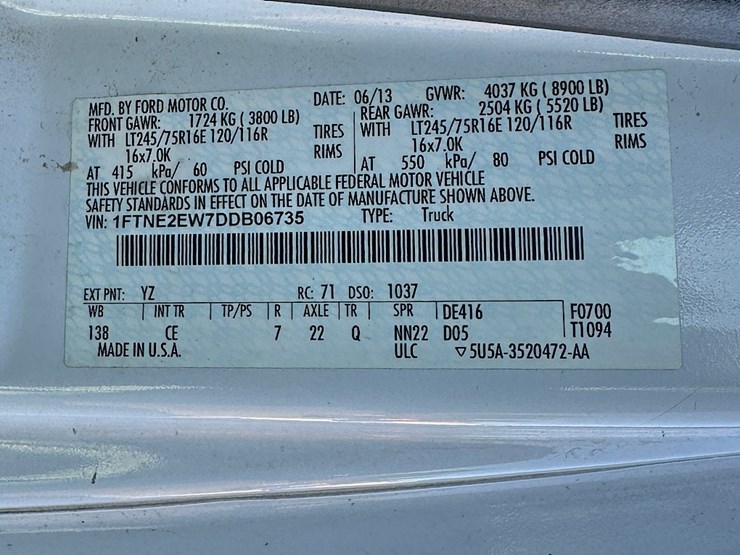 MFD. BY FORD MOTOR CO. DATE: 06/13 GVWR: 4037 KG ( 8900 LB)
FRONT GAWR: 1724 KG ( 3800 LB) REAR GAWR: 2504 KG ( 5520 LB)
WITH LT245/75R16E 120/116R TIRES WITH LT245/75R16E 120/116R TIRES
16x7.0K RIMS 16x7.0K RIMS
AT 415 kPa/ 60 PSI COLD AT 550 kPa/ 80 PSI COLD
THIS VEHICLE CONFORMS TO ALL APPLICABLE FEDERAL MOTOR VEHICLE
SAFETY STANDARDS IN EFFECT ON THE DATE OF MANUFACTURE SHOWN ABOVE.
VIN: 1FTNE2EW7DDB06735 TYPE: Truck
EXT PNT: YZ RC: 71 DSO: 1037
WB INT TR TP/PS R AXLE TR SPR DE416 F0700
138 CE 7 22 Q NN22 D05 T1094
MADE IN U.S.A. ULC ▽5U5A-3520472-AA